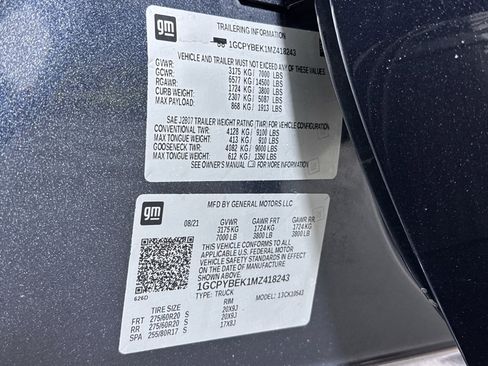 gm
TRAILERING INFORMATION
1GCPYBEK1MZ418243
VEHICLE AND TRAILER MUST NOT EXCEED ANY OF THESE VALUES
GVWR: 3175 KG/ 7000 LBS
GCWR: 6577 KG/ 14500 LBS
RGAWR: 1724 KG/ 3800 LBS
CURB WEIGHT: 2307 KG/ 5087 LBS
MAX PAYLOAD: 868 KG/ 1913 LBS
SAE J2807 TRAILER WEIGHT RATING (TWR) FOR VEHICLE CONFIGURATION
CONVENTIONAL TWR: 4128 KG/ 9100 LBS
MAX TONGUE WEIGHT: 413 KG/ 910 LBS
GOOSENECK TWR: 4082 KG/ 9000 LBS
MAX TONGUE WEIGHT: 612 KG/ 1350 LBS
SEE OWNER'S MANUAL FOR MORE INFORMATION
gm
MFD BY GENERAL MOTORS LLC
08/21 GVWR GAWR FRT GAWR RR
3175 KG 1724 KG 1724 KG
7000 LB 3800 LB 3800 LB
THIS VEHICLE CONFORMS TO ALL
APPLICABLE U.S. FEDERAL MOTOR
VEHICLE SAFETY STANDARDS IN EFFECT
ON THE DATE OF MANUFACTURE
SHOWN ABOVE.
1GCPYBEK1MZ418243
626D TYPE: TRUCK MODEL: 13CK10543
TIRE SIZE RIM
FRT 275/60R20 S 20X9J
RR 275/60R20 S 20X9J
SPA 255/80R17 S 17X8J